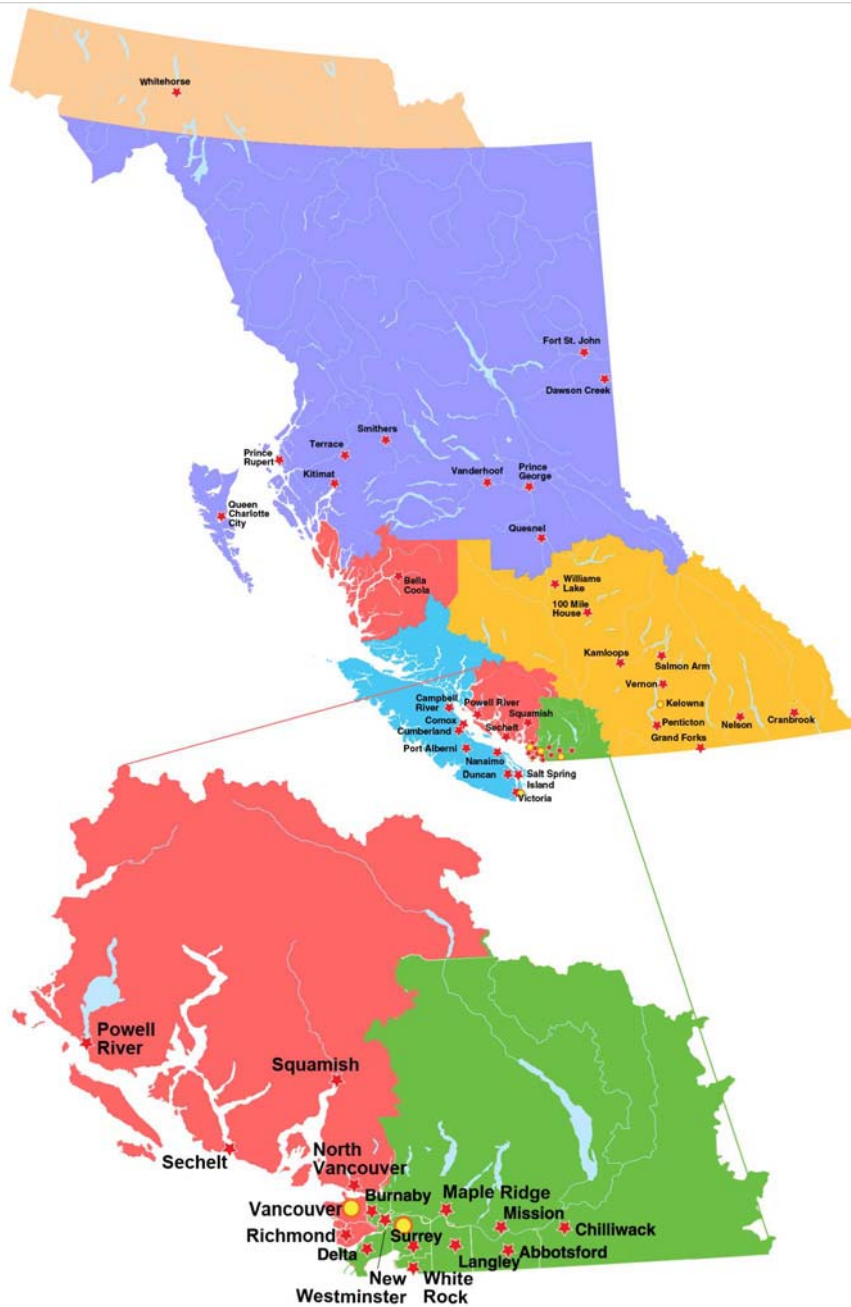 Whitehorse
Fort St. John
Dawson Creek
Smithers
Terrace
Prince
Rupert
Kitimat
Vanderhoof
Prince
George
Queen
Charlotte
City
Quesnel
Bella
Coola
Williams
Lake
100 Mile
House
Kamloops
Salmon Arm
Vernon
Kelowna
Penticton
Nelson
Cranbrook
Grand Forks
Campbell
River
Powell River
Squamish
Comox
Cumberland
Sechelt
Port Alberni
Nanaimo
Duncan
Salt Spring
Island
Victoria
Powell
River
Squamish
Sechelt
North
Vancouver
Vancouver
Burnaby
Maple Ridge
Mission
Chilliwack
Richmond
Surrey
Delta
Langley
Abbotsford
New
Westminster
White
Rock